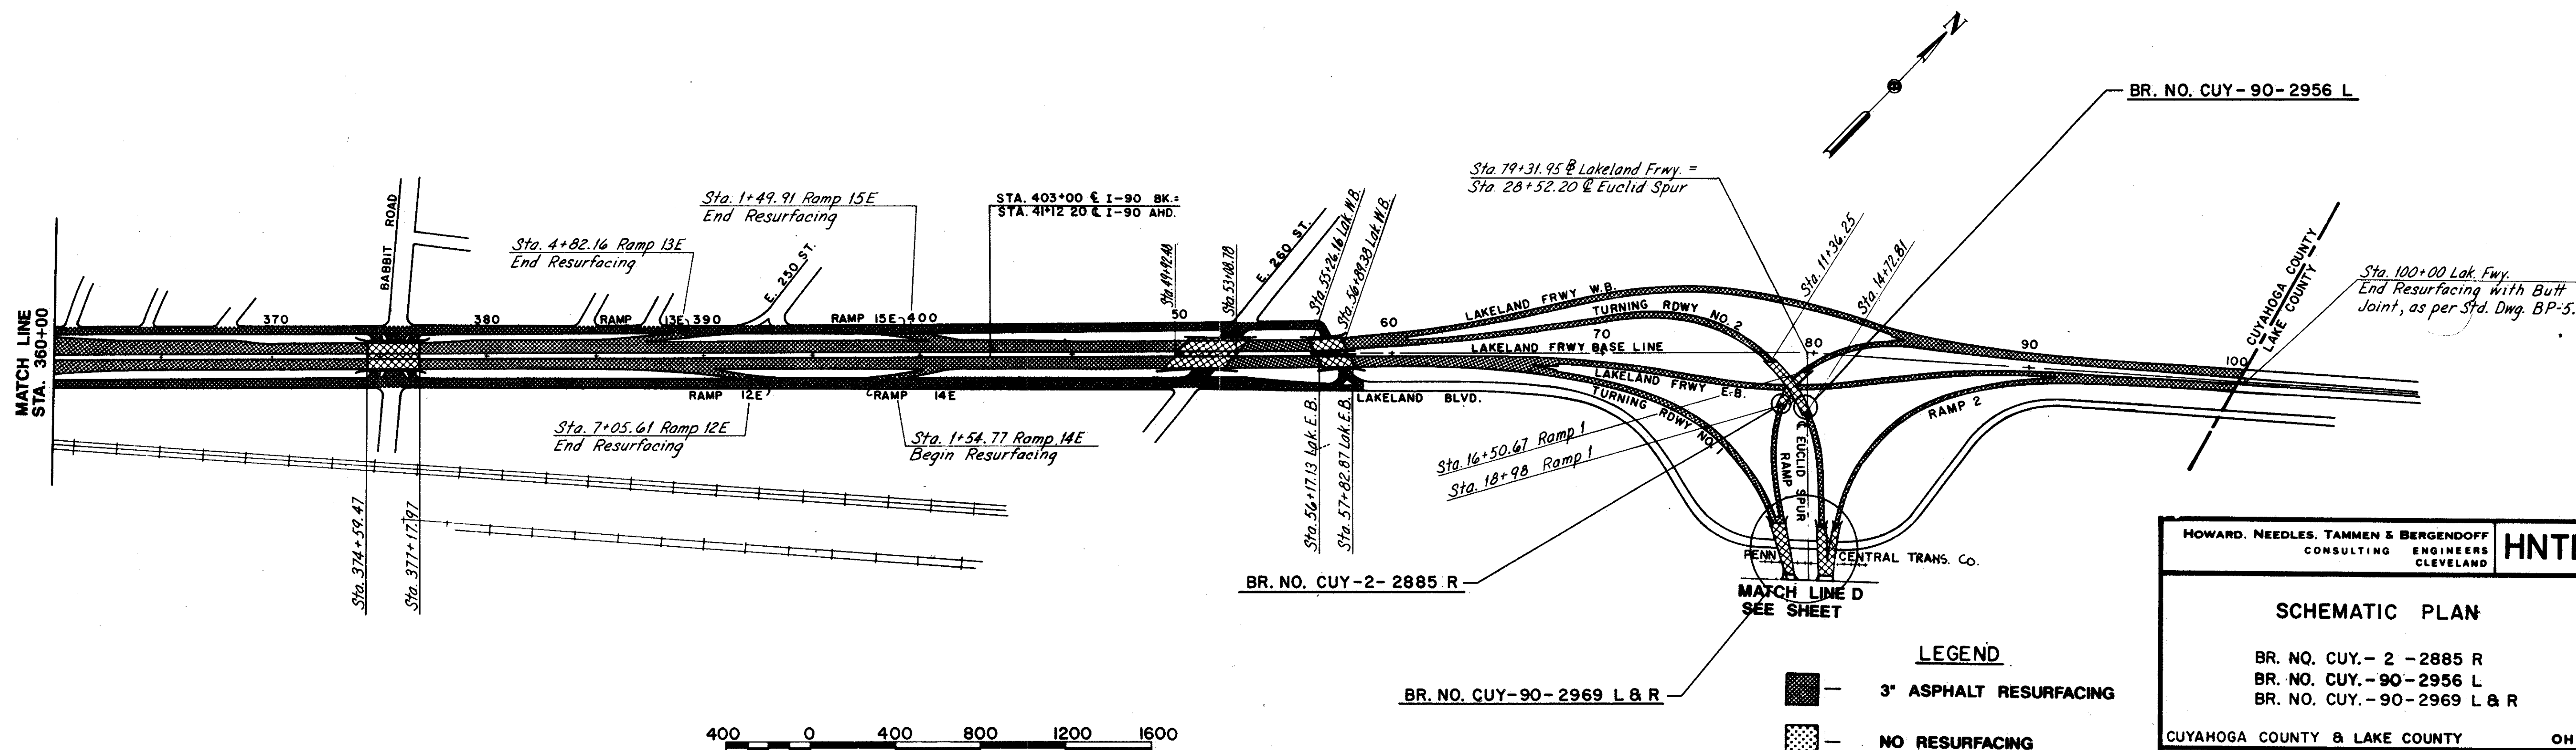 N
BR. NO. CUY-90-2956 L
Sta. 79+31.95 ℄ Lakeland Frwy. =
Sta. 28+52.20 ℄ Euclid Spur
BABBIT ROAD
Sta. 1+49.91 Ramp 15E
End Resurfacing
STA. 403+00 ℄ I-90 BK.=
STA. 41+12 20 ℄ I-90 AHD.
Sta. 4+82.16 Ramp 13E
End Resurfacing
E. 250 ST.
Sta. 49+92.48
Sta. 53+08.78
E. 260 ST.
Sta. 55+26.16 Lak. W.B.
Sta. 56+89.38 Lak. W.B.
Sta. 11+36.25
Sta. 14+72.81
CUYAHOGA COUNTY
LAKE COUNTY
Sta. 100+00 Lak. Fwy.
End Resurfacing with Butt
Joint, as per Std. Dwg. BP-5.
MATCH LINE
STA. 360+00
370
380
RAMP 13E
390
RAMP 15E
400
50
60
LAKELAND FRWY W.B.
TURNING RDWY NO. 2
70
LAKELAND FRWY BASE LINE
80
90
100
LAKELAND FRWY E.B.
RAMP 12E
RAMP 14E
LAKELAND BLVD.
TURNING RDWY NO. 1
RAMP 2
Sta. 7+05.61 Ramp 12E
End Resurfacing
Sta. 1+54.77 Ramp 14E
Begin Resurfacing
Sta. 16+50.67 Ramp 1
Sta. 18+98 Ramp 1
RAMP
℄ EUCLID SPUR
Sta. 374+59.47
Sta. 377+17.97
Sta. 56+17.13 Lak. E.B.
Sta. 57+82.87 Lak. E.B.
PENN CENTRAL TRANS. CO.
BR. NO. CUY-2-2885 R
MATCH LINE D
SEE SHEET
BR. NO. CUY-90-2969 L & R
LEGEND
— 3" ASPHALT RESURFACING
— NO RESURFACING
400 0 400 800 1200 1600
HOWARD, NEEDLES, TAMMEN & BERGENDOFF
CONSULTING ENGINEERS
CLEVELAND
HNT
SCHEMATIC PLAN
BR. NO. CUY.- 2 -2885 R
BR. NO. CUY.-90-2956 L
BR. NO. CUY.-90-2969 L & R
CUYAHOGA COUNTY & LAKE COUNTY OH